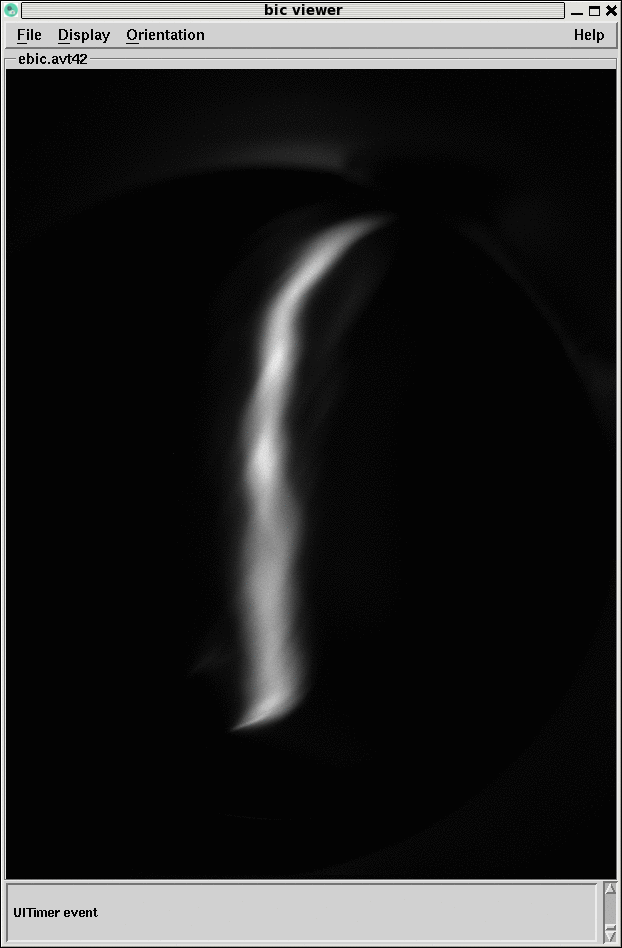 bic viewer
File Display Orientation Help
ebic.avt42
UITimer event